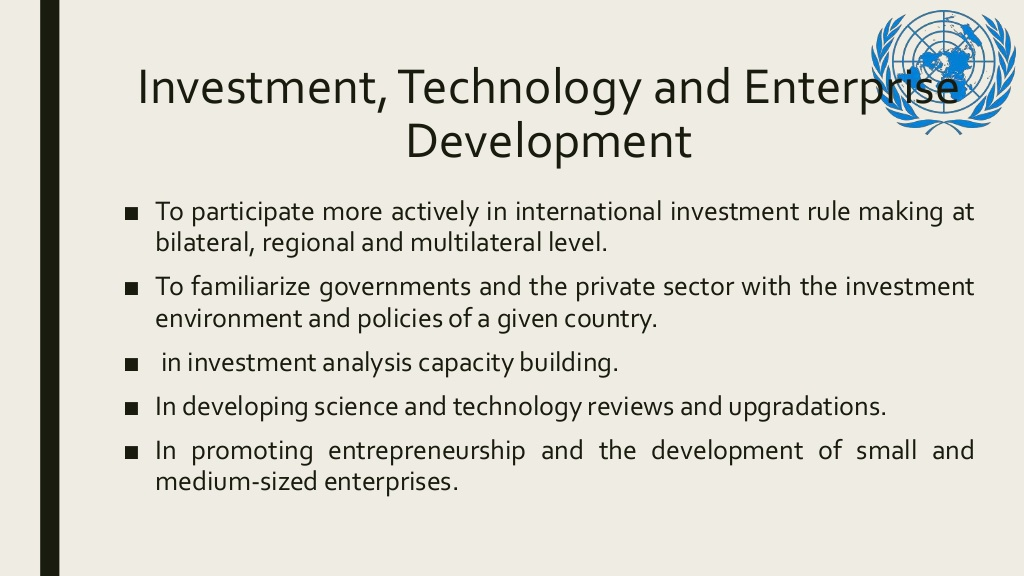 Investment, Technology and Enterprise
Development
■ To participate more actively in international investment rule making at
bilateral, regional and multilateral level.
■ To familiarize governments and the private sector with the investment
environment and policies of a given country.
■ in investment analysis capacity building.
■ In developing science and technology reviews and upgradations.
■ In promoting entrepreneurship and the development of small and
medium-sized enterprises.